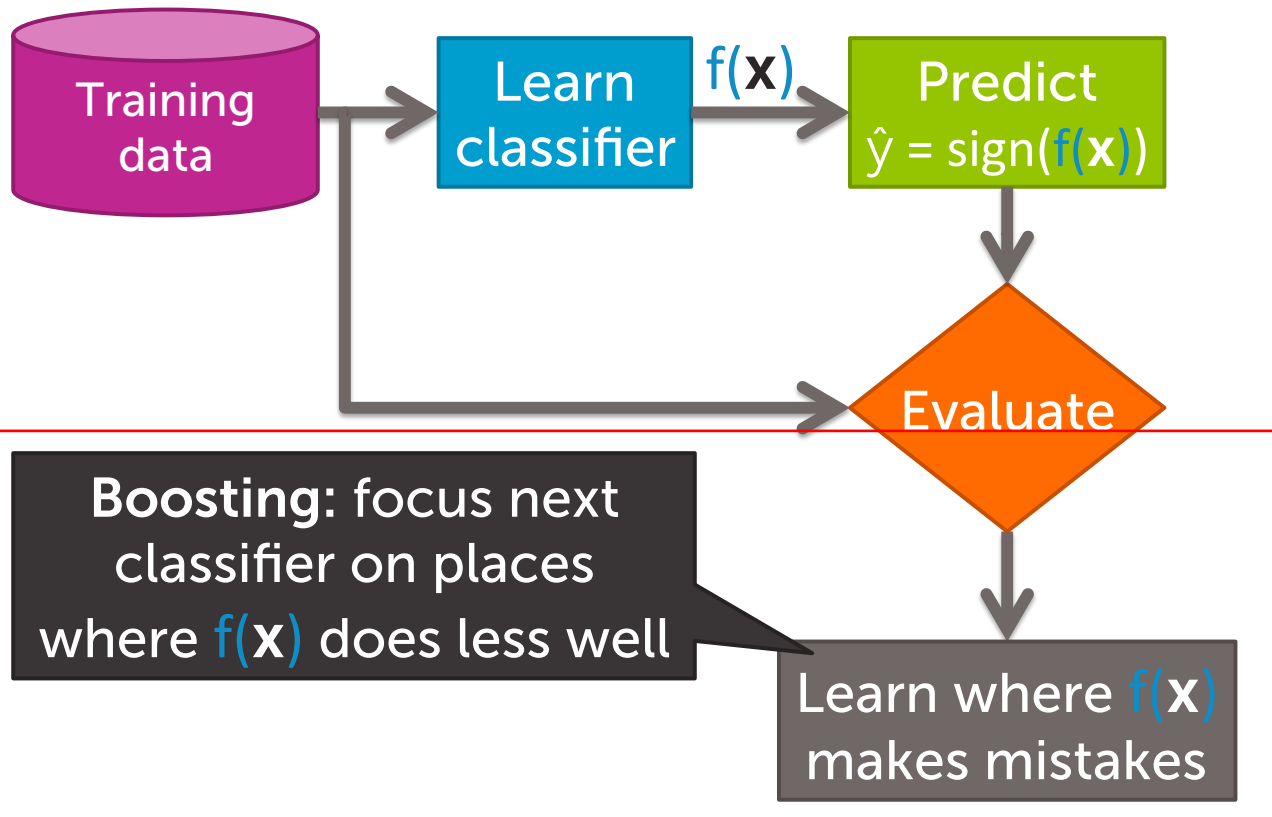 Training
data
Learn
classifier
f(x)
Predict
ŷ = sign(f(x))
Evaluate
Boosting: focus next
classifier on places
where f(x) does less well
Learn where f(x)
makes mistakes